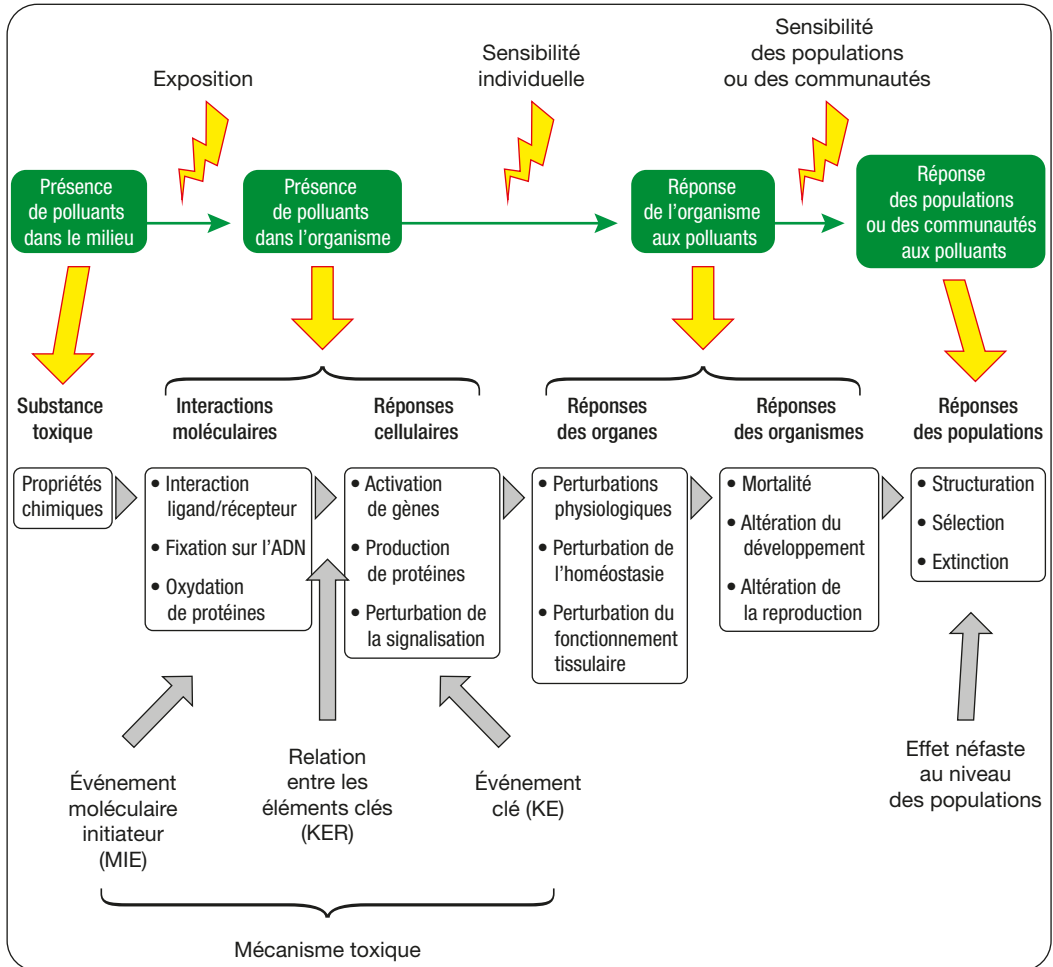 Exposition
Sensibilité
individuelle
Sensibilité
des populations
ou des communautés
Présence
de polluants
dans le milieu
Présence
de polluants
dans l'organisme
Réponse
de l'organisme
aux polluants
Réponse
des populations
ou des communautés
aux polluants
Substance
toxique
Interactions
moléculaires
Réponses
cellulaires
Réponses
des organes
Réponses
des organismes
Réponses
des populations
Propriétés
chimiques
• Interaction
ligand/récepteur
• Fixation sur l'ADN
• Oxydation
de protéines
• Activation
de gènes
• Production
de protéines
• Perturbation de
la signalisation
• Perturbations
physiologiques
• Perturbation de
l'homéostasie
• Perturbation du
fonctionnement
tissulaire
• Mortalité
• Altération du
développement
• Altération de
la reproduction
• Structuration
• Sélection
• Extinction
Événement
moléculaire
initiateur
(MIE)
Relation
entre les
éléments clés
(KER)
Événement
clé (KE)
Effet néfaste
au niveau
des populations
Mécanisme toxique